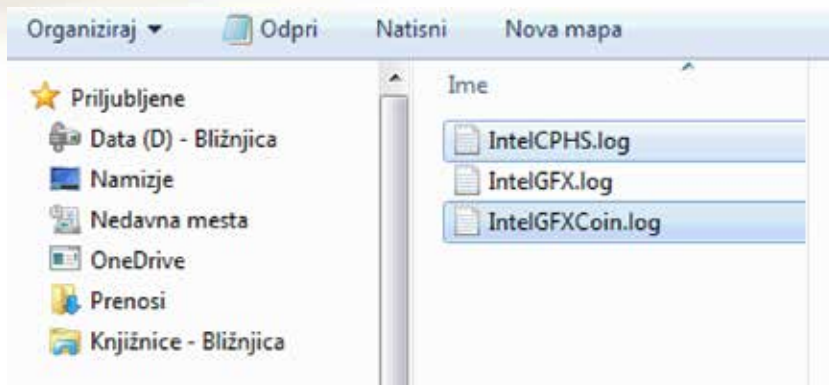 Organiziraj Odpri Natisni Nova mapa
Priljubljene
Data (D) - Bližnjica
Namizje
Nedavna mesta
OneDrive
Prenosi
Knjižnice - Bližnjica
Ime
IntelCPHS.log
IntelGFX.log
IntelGFXCoin.log